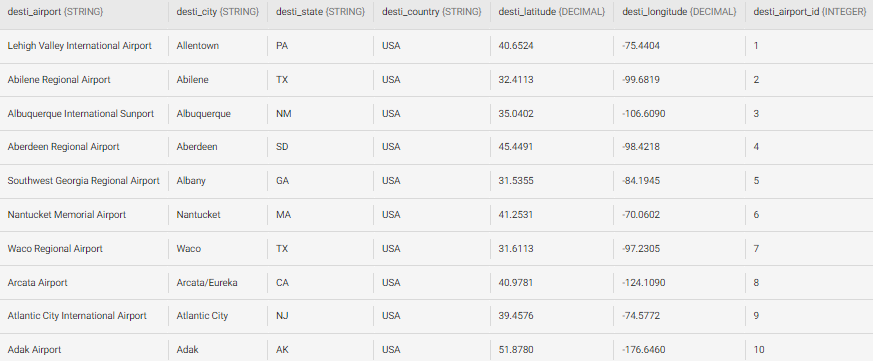 desti_airport {STRING} desti_city {STRING} desti_state {STRING} desti_country {STRING} desti_latitude {DECIMAL} desti_longitude {DECIMAL} desti_airport_id {INTEGER}
Lehigh Valley International Airport Allentown PA USA 40.6524 -75.4404 1
Abilene Regional Airport Abilene TX USA 32.4113 -99.6819 2
Albuquerque International Sunport Albuquerque NM USA 35.0402 -106.6090 3
Aberdeen Regional Airport Aberdeen SD USA 45.4491 -98.4218 4
Southwest Georgia Regional Airport Albany GA USA 31.5355 -84.1945 5
Nantucket Memorial Airport Nantucket MA USA 41.2531 -70.0602 6
Waco Regional Airport Waco TX USA 31.6113 -97.2305 7
Arcata Airport Arcata/Eureka CA USA 40.9781 -124.1090 8
Atlantic City International Airport Atlantic City NJ USA 39.4576 -74.5772 9
Adak Airport Adak AK USA 51.8780 -176.6460 10